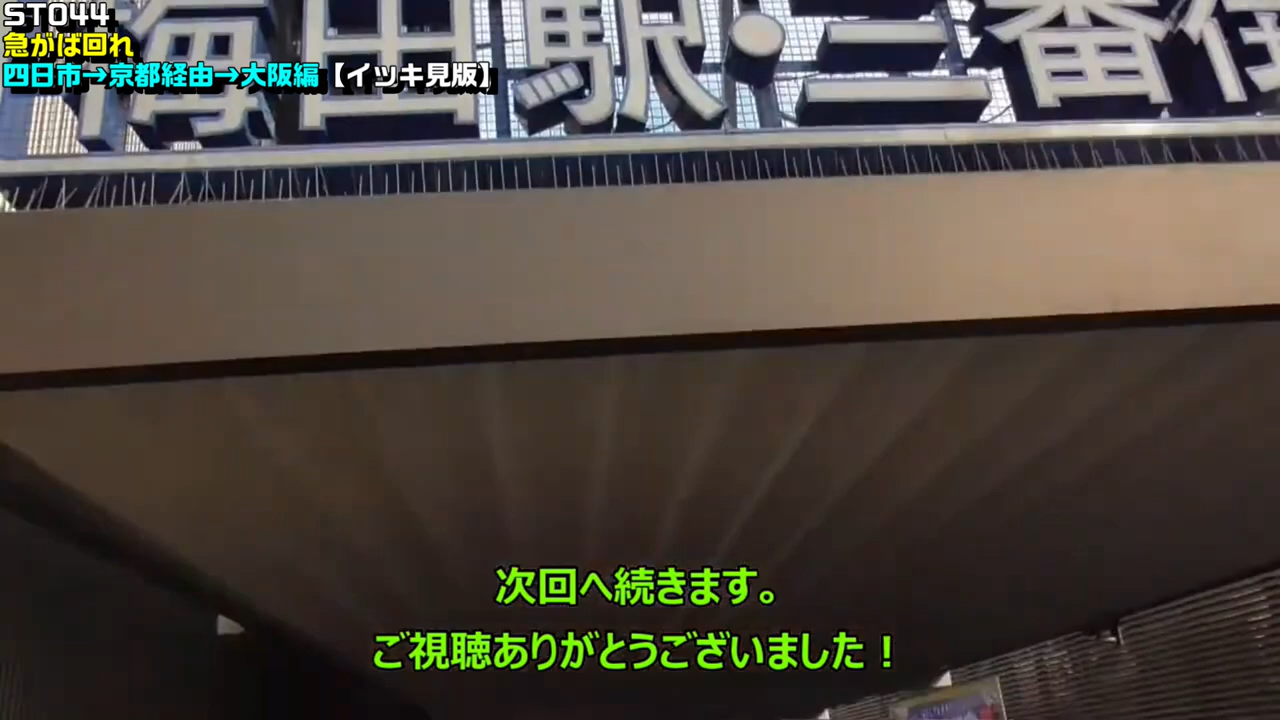 ST044
急がば回れ
四日市→京都経由→大阪編【イッキ見版】
梅田駅・三番
次回へ続きます。
ご視聴ありがとうございました！